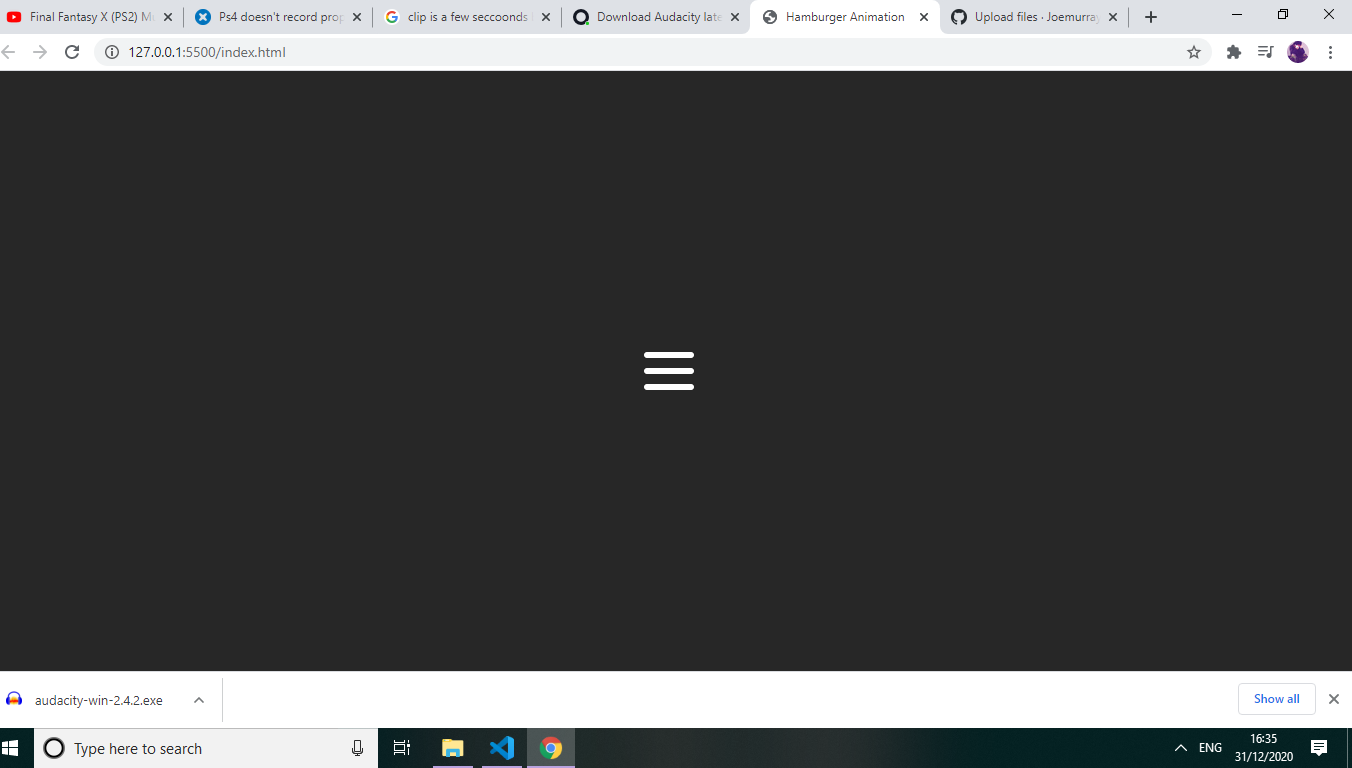 Final Fantasy X (PS2) M
Ps4 doesn't record prop
clip is a few seccoonds
Download Audacity late
Hamburger Animation
Upload files · Joemurray
127.0.0.1:5500/index.html
audacity-win-2.4.2.exe
Show all
Type here to search
ENG
16:35
31/12/2020